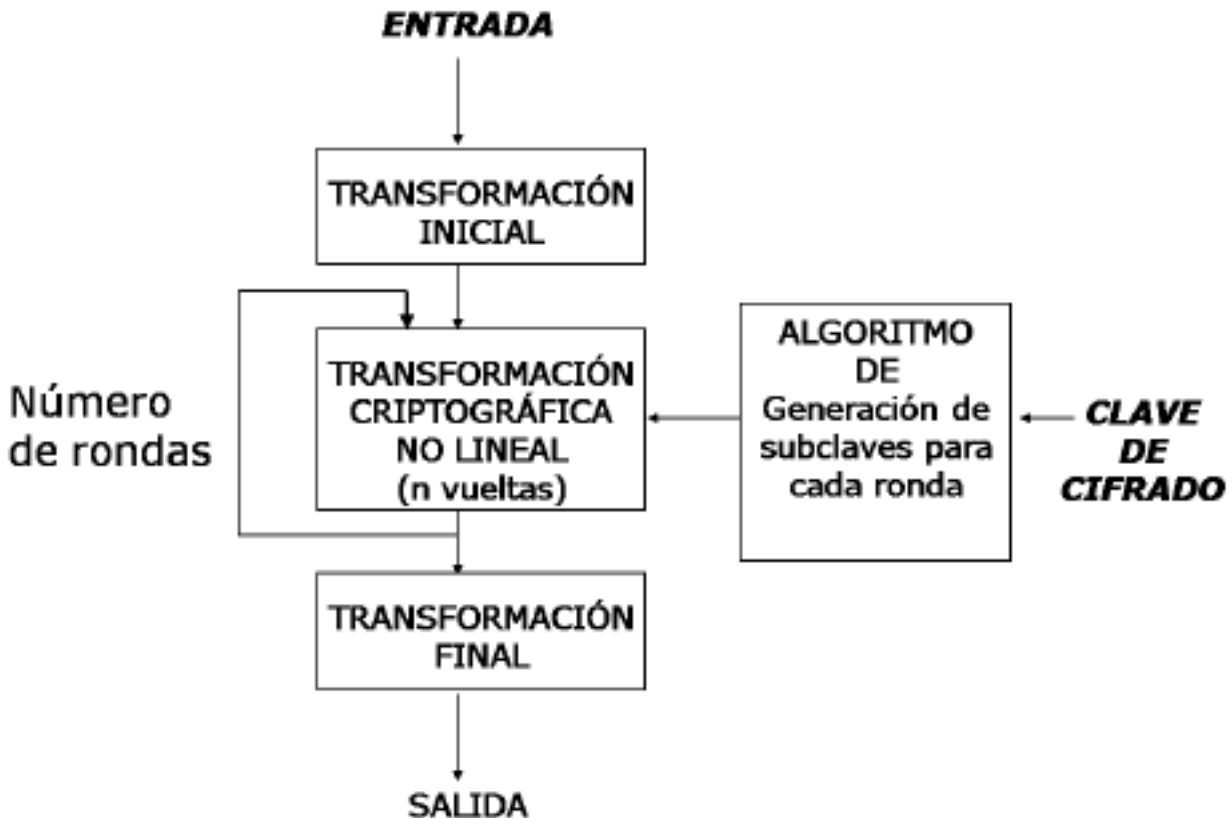 ENTRADA
TRANSFORMACIÓN
INICIAL
Número
de rondas
TRANSFORMACIÓN
CRIPTOGRÁFICA
NO LINEAL
(n vueltas)
ALGORITMO
DE
Generación de
subclaves para
cada ronda
CLAVE
DE
CIFRADO
TRANSFORMACIÓN
FINAL
SALIDA